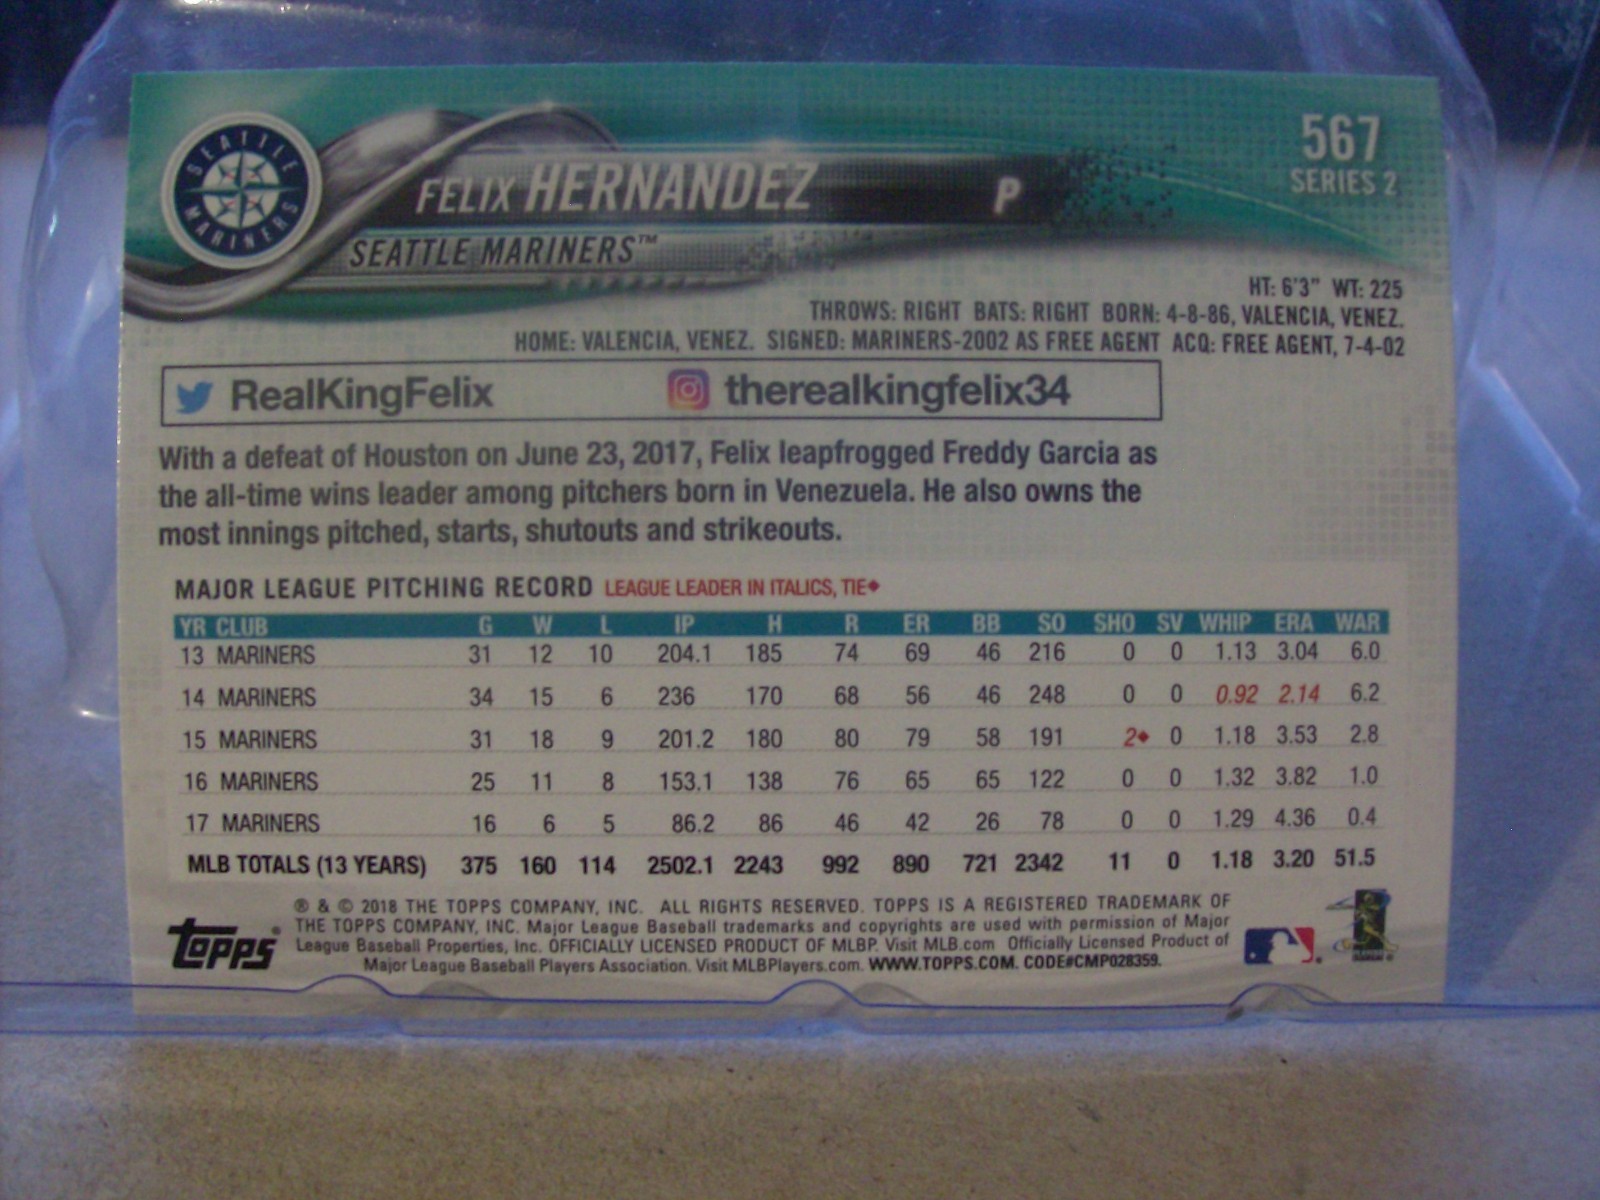 SEATTLE MARINERS
FELIX HERNANDEZ P
567
SERIES 2
SEATTLE MARINERS™
HT: 6'3" WT: 225
THROWS: RIGHT BATS: RIGHT BORN: 4-8-86, VALENCIA, VENEZ.
HOME: VALENCIA, VENEZ. SIGNED: MARINERS-2002 AS FREE AGENT ACQ: FREE AGENT, 7-4-02
RealKingFelix therealkingfelix34
With a defeat of Houston on June 23, 2017, Felix leapfrogged Freddy Garcia as
the all-time wins leader among pitchers born in Venezuela. He also owns the
most innings pitched, starts, shutouts and strikeouts.
MAJOR LEAGUE PITCHING RECORD LEAGUE LEADER IN ITALICS, TIE♦
YR CLUB G W L IP H R ER BB SO SHO SV WHIP ERA WAR
13 MARINERS 31 12 10 204.1 185 74 69 46 216 0 0 1.13 3.04 6.0
14 MARINERS 34 15 6 236 170 68 56 46 248 0 0 0.92 2.14 6.2
15 MARINERS 31 18 9 201.2 180 80 79 58 191 2♦ 0 1.18 3.53 2.8
16 MARINERS 25 11 8 153.1 138 76 65 65 122 0 0 1.32 3.82 1.0
17 MARINERS 16 6 5 86.2 86 46 42 26 78 0 0 1.29 4.36 0.4
MLB TOTALS (13 YEARS) 375 160 114 2502.1 2243 992 890 721 2342 11 0 1.18 3.20 51.5
® & © 2018 THE TOPPS COMPANY, INC. ALL RIGHTS RESERVED. TOPPS IS A REGISTERED TRADEMARK OF
THE TOPPS COMPANY, INC. Major League Baseball trademarks and copyrights are used with permission of Major
League Baseball Properties, Inc. OFFICIALLY LICENSED PRODUCT OF MLBP. Visit MLB.com Officially Licensed Product of
Major League Baseball Players Association. Visit MLBPlayers.com. WWW.TOPPS.COM. CODE#CMP028359.
topps®